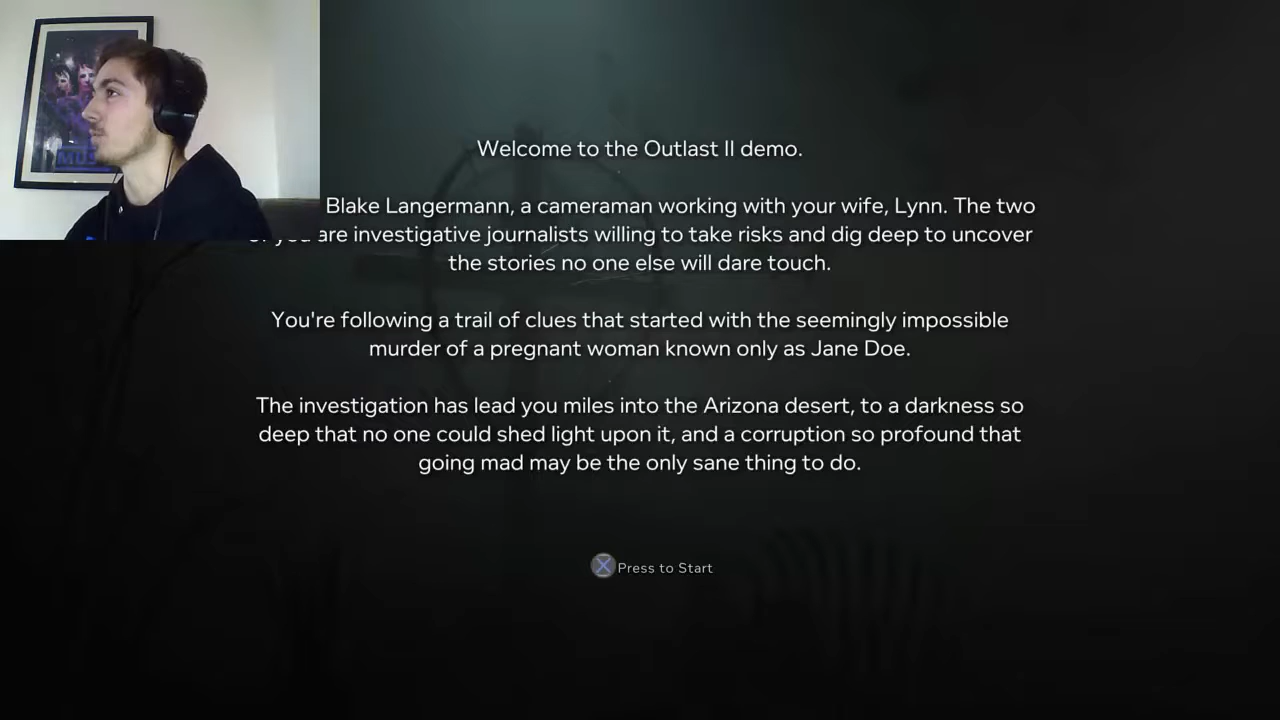 Welcome to the Outlast II demo.
Blake Langermann, a cameraman working with your wife, Lynn. The two
are investigative journalists willing to take risks and dig deep to uncover
the stories no one else will dare touch.
You're following a trail of clues that started with the seemingly impossible
murder of a pregnant woman known only as Jane Doe.
The investigation has lead you miles into the Arizona desert, to a darkness so
deep that no one could shed light upon it, and a corruption so profound that
going mad may be the only sane thing to do.
Press to Start